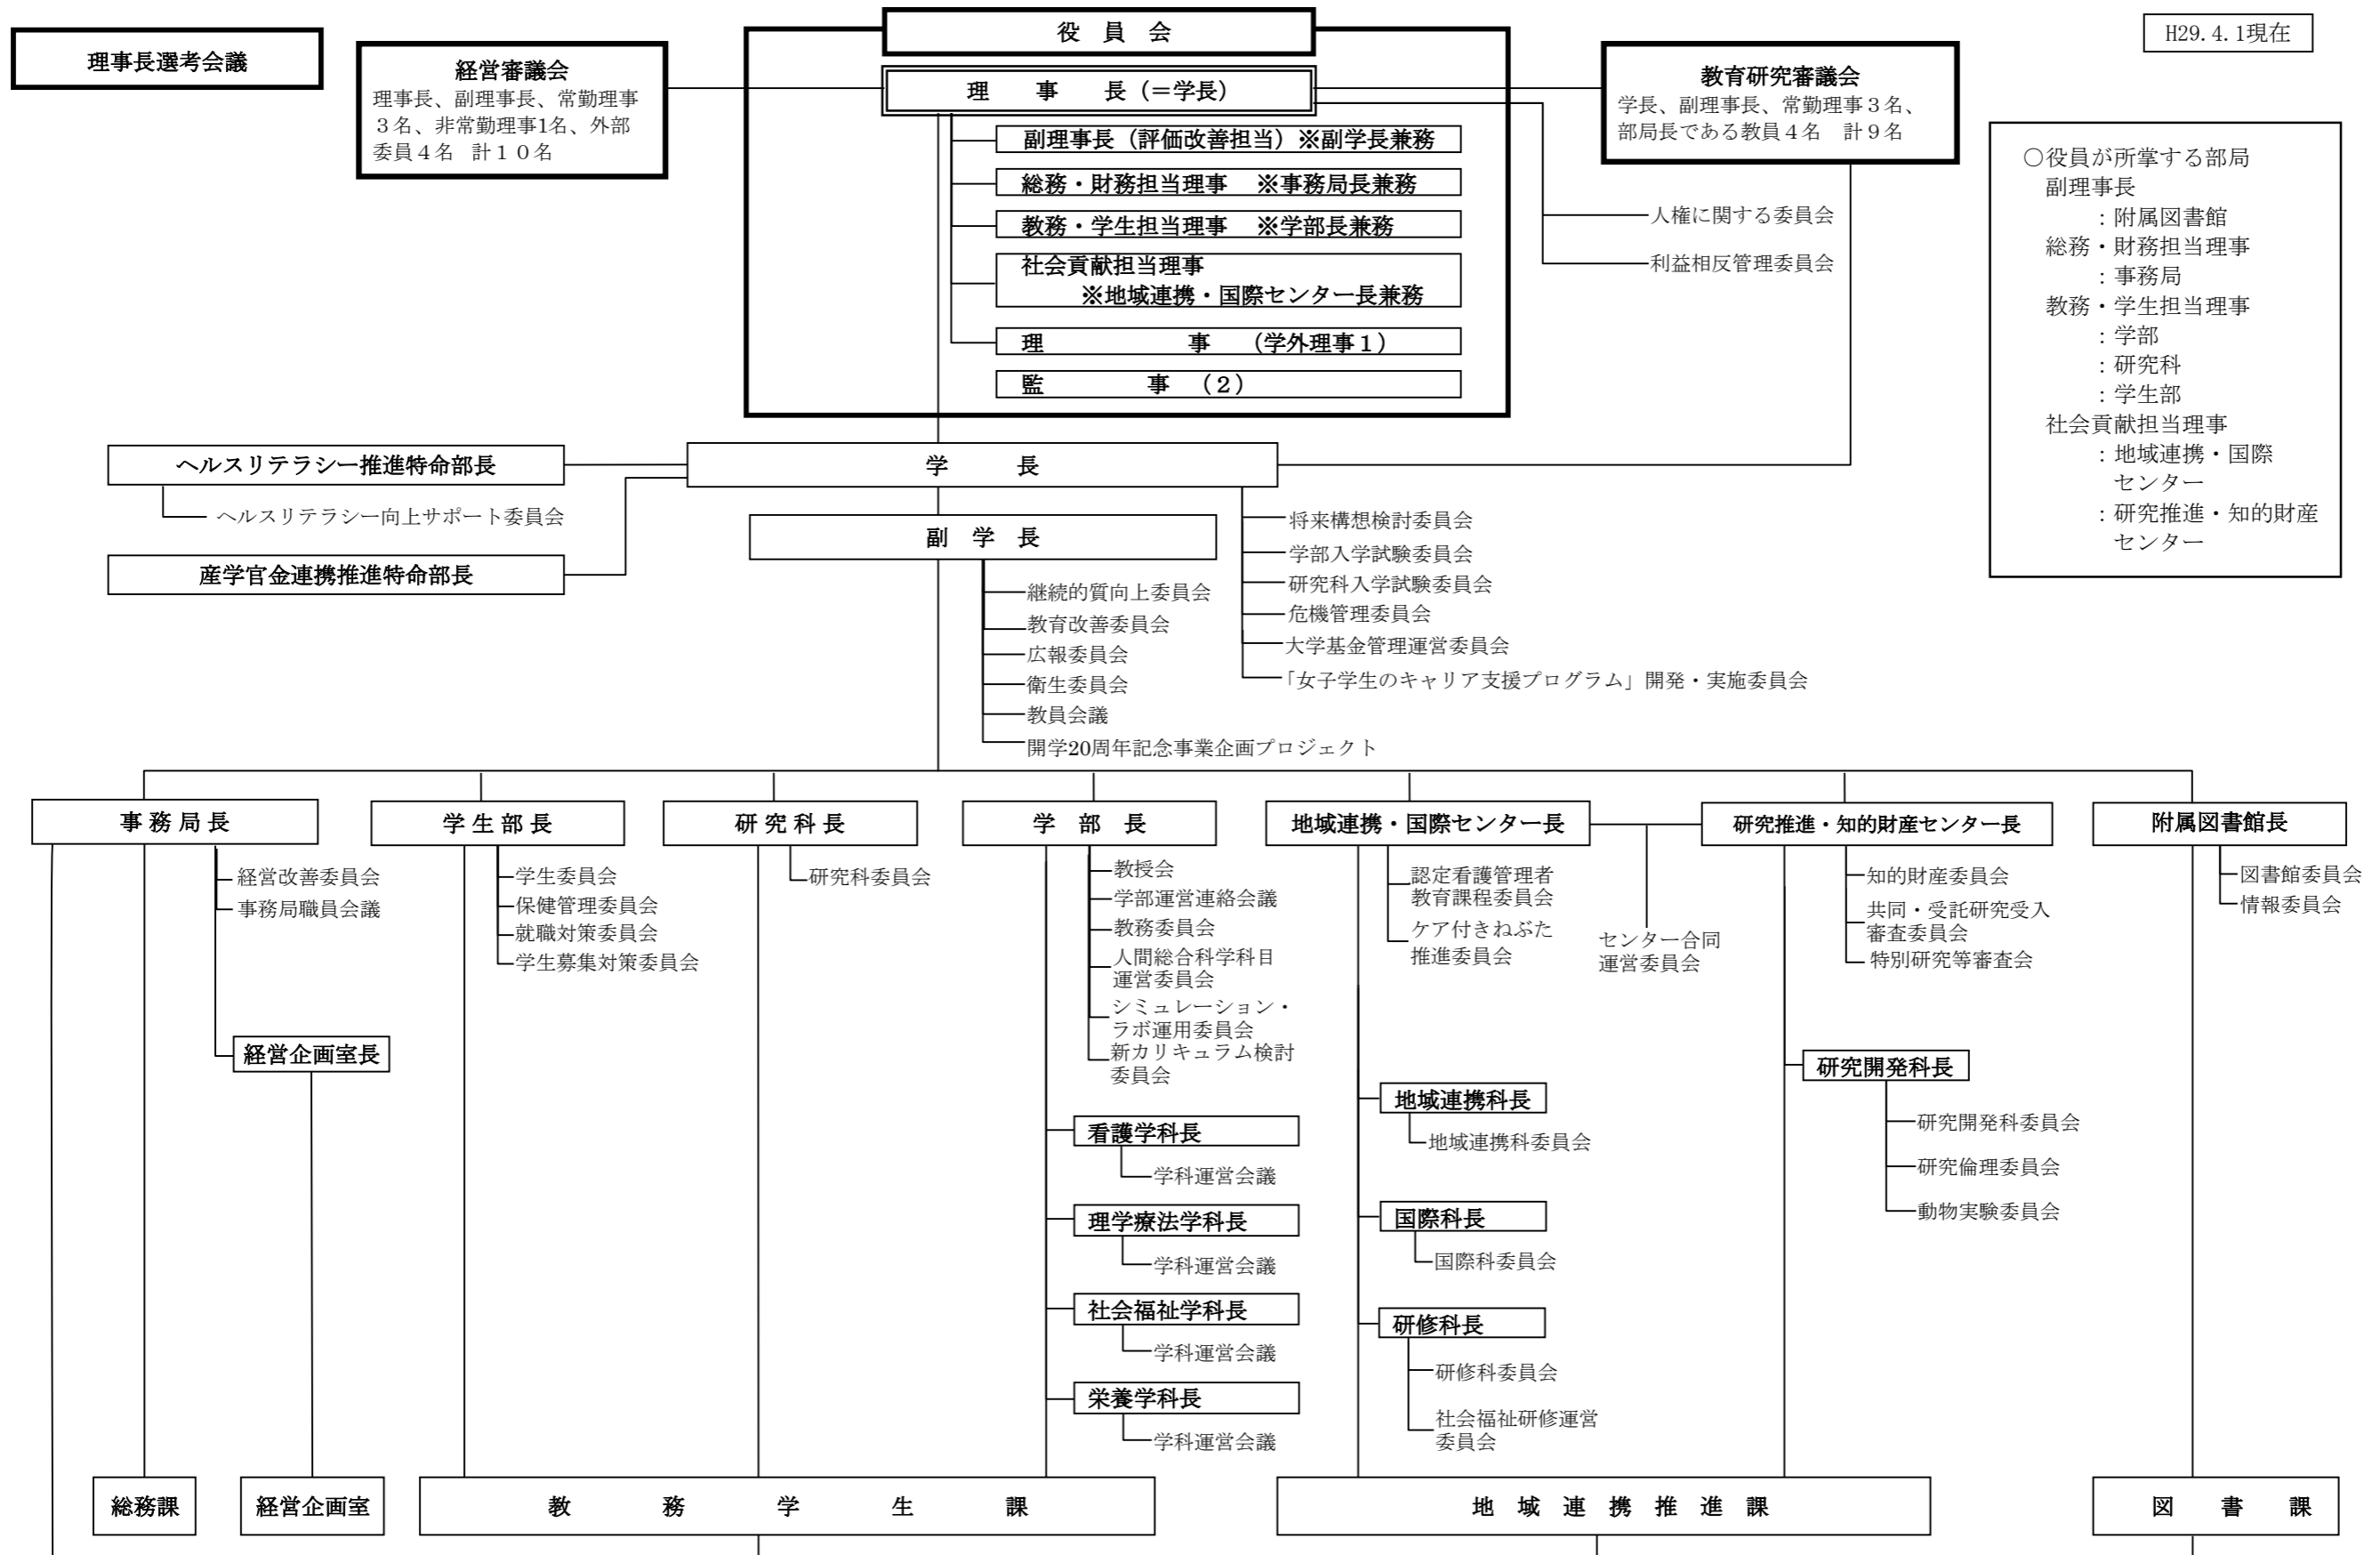 役員会
H29.4.1現在
理事長選考会議
経営審議会
理事長、副理事長、常勤理事
３名、非常勤理事1名、外部
委員４名 計１０名
理事長（＝学長）
教育研究審議会
学長、副理事長、常勤理事３名、
部局長である教員４名 計９名
副理事長（評価改善担当）※副学長兼務
総務・財務担当理事 ※事務局長兼務
教務・学生担当理事 ※学部長兼務
社会貢献担当理事
※地域連携・国際センター長兼務
理事（学外理事１）
監事（２）
人権に関する委員会
利益相反管理委員会
○役員が所掌する部局
副理事長
：附属図書館
総務・財務担当理事
：事務局
教務・学生担当理事
：学部
：研究科
：学生部
社会貢献担当理事
：地域連携・国際
センター
：研究推進・知的財産
センター
ヘルスリテラシー推進特命部長
ヘルスリテラシー向上サポート委員会
産学官金連携推進特命部長
学長
副学長
将来構想検討委員会
学部入学試験委員会
研究科入学試験委員会
危機管理委員会
大学基金管理運営委員会
「女子学生のキャリア支援プログラム」開発・実施委員会
継続的質向上委員会
教育改善委員会
広報委員会
衛生委員会
教員会議
開学20周年記念事業企画プロジェクト
事務局長
経営改善委員会
事務局職員会議
経営企画室長
学生部長
学生委員会
保健管理委員会
就職対策委員会
学生募集対策委員会
研究科長
研究科委員会
学部長
教授会
学部運営連絡会議
教務委員会
人間総合科学科目
運営委員会
シミュレーション・
ラボ運用委員会
新カリキュラム検討
委員会
看護学科長
学科運営会議
理学療法学科長
学科運営会議
社会福祉学科長
学科運営会議
栄養学科長
学科運営会議
地域連携・国際センター長
認定看護管理者
教育課程委員会
ケア付きねぶた
推進委員会
センター合同
運営委員会
地域連携科長
地域連携科委員会
国際科長
国際科委員会
研修科長
研修科委員会
社会福祉研修運営
委員会
研究推進・知的財産センター長
知的財産委員会
共同・受託研究受入
審査委員会
特別研究等審査会
研究開発科長
研究開発科委員会
研究倫理委員会
動物実験委員会
附属図書館長
図書館委員会
情報委員会
総務課
経営企画室
教務学生課
地域連携推進課
図書課